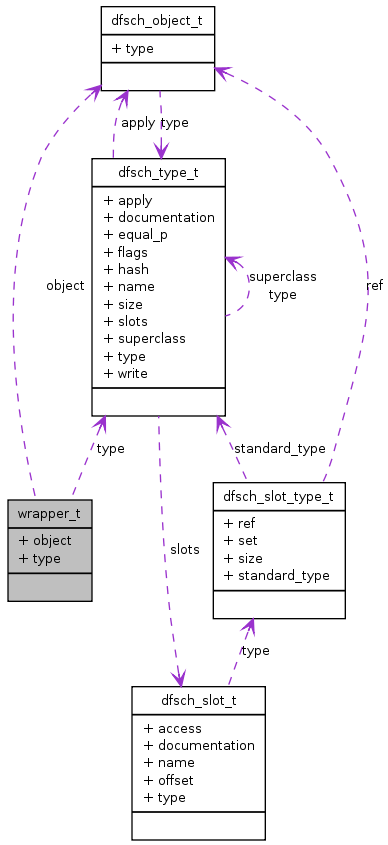 dfsch_object_t
+ type
apply type
dfsch_type_t
+ apply
+ documentation
+ equal_p
+ flags
+ hash
+ name
+ size
+ slots
+ superclass
+ type
+ write
superclass
type
object
ref
type
standard_type
wrapper_t
+ object
+ type
dfsch_slot_type_t
+ ref
+ set
+ size
+ standard_type
slots
type
dfsch_slot_t
+ access
+ documentation
+ name
+ offset
+ type